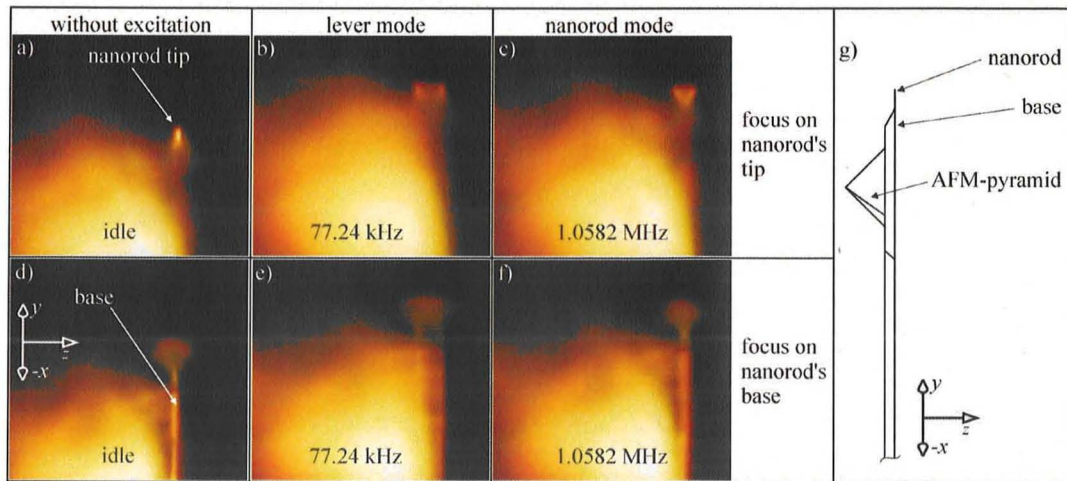 without excitation
lever mode
nanorod mode
a)
nanorod tip
idle
b)
77.24 kHz
c)
1.0582 MHz
focus on
nanorod's
tip
d)
base
y
z
-x
idle
e)
77.24 kHz
f)
1.0582 MHz
focus on
nanorod's
base
g)
nanorod
base
AFM-pyramid
y
z
-x